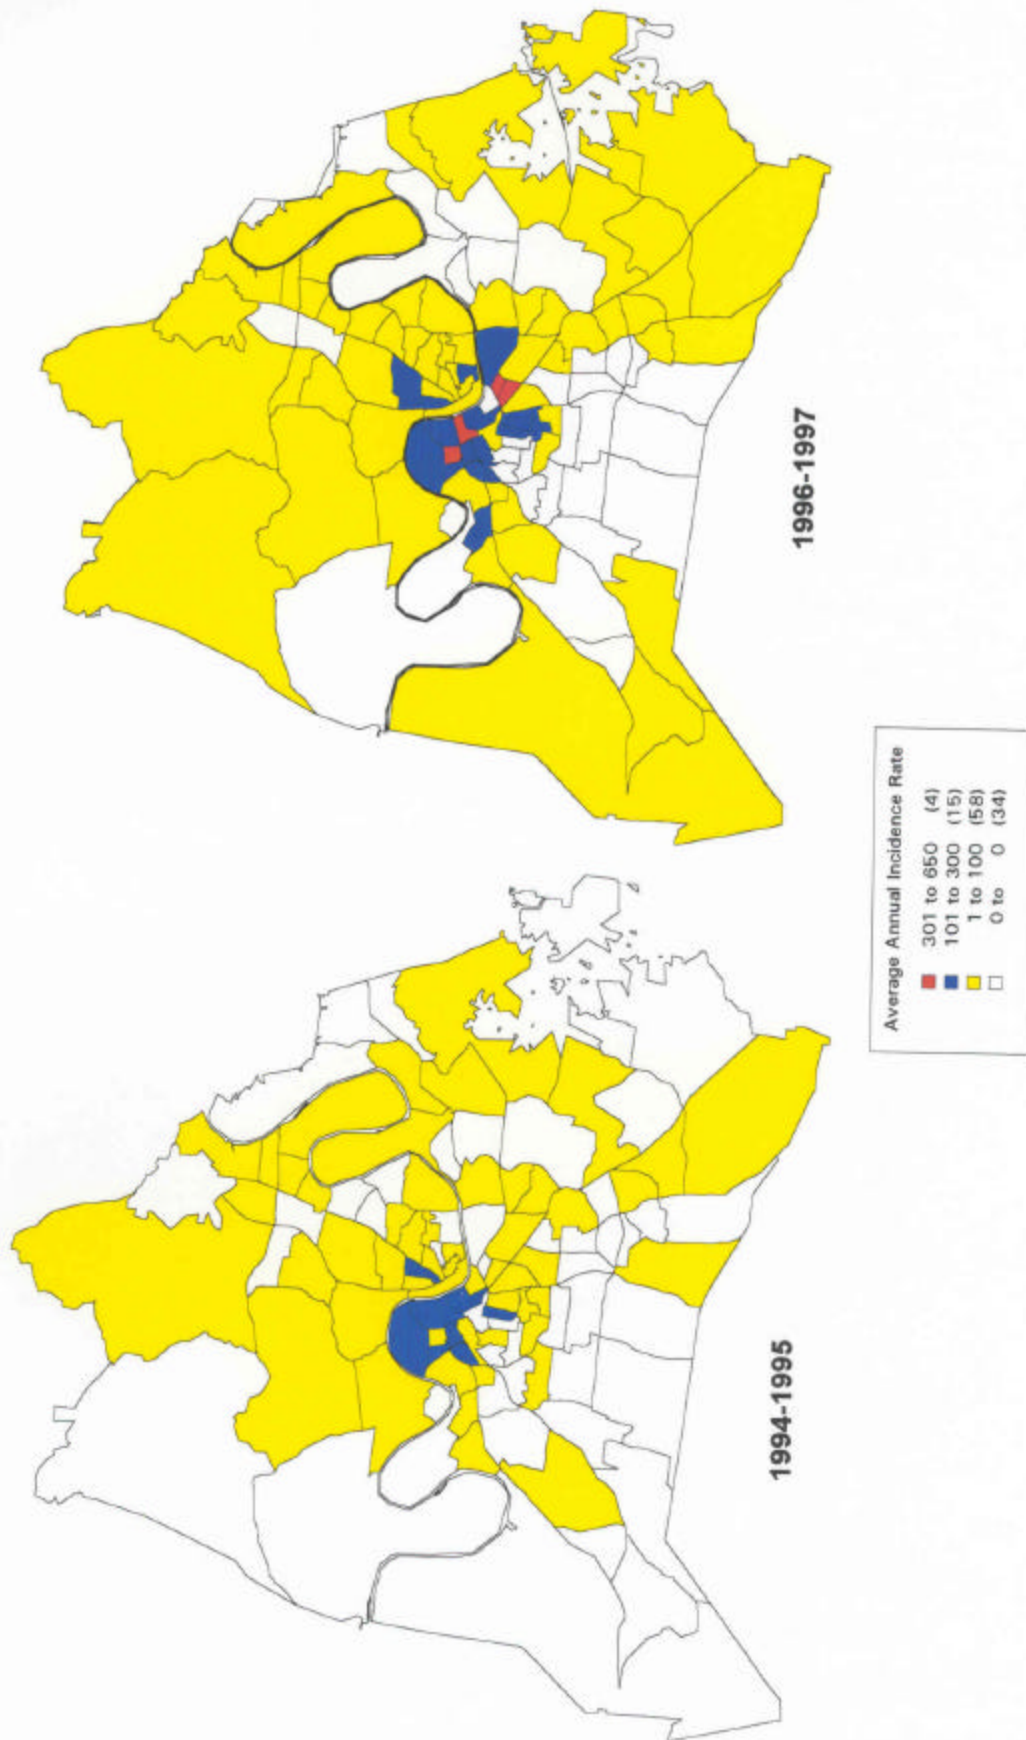 1994-1995
1996-1997
Average Annual Incidence Rate
301 to 650 (4)
101 to 300 (15)
1 to 100 (58)
0 to 0 (34)